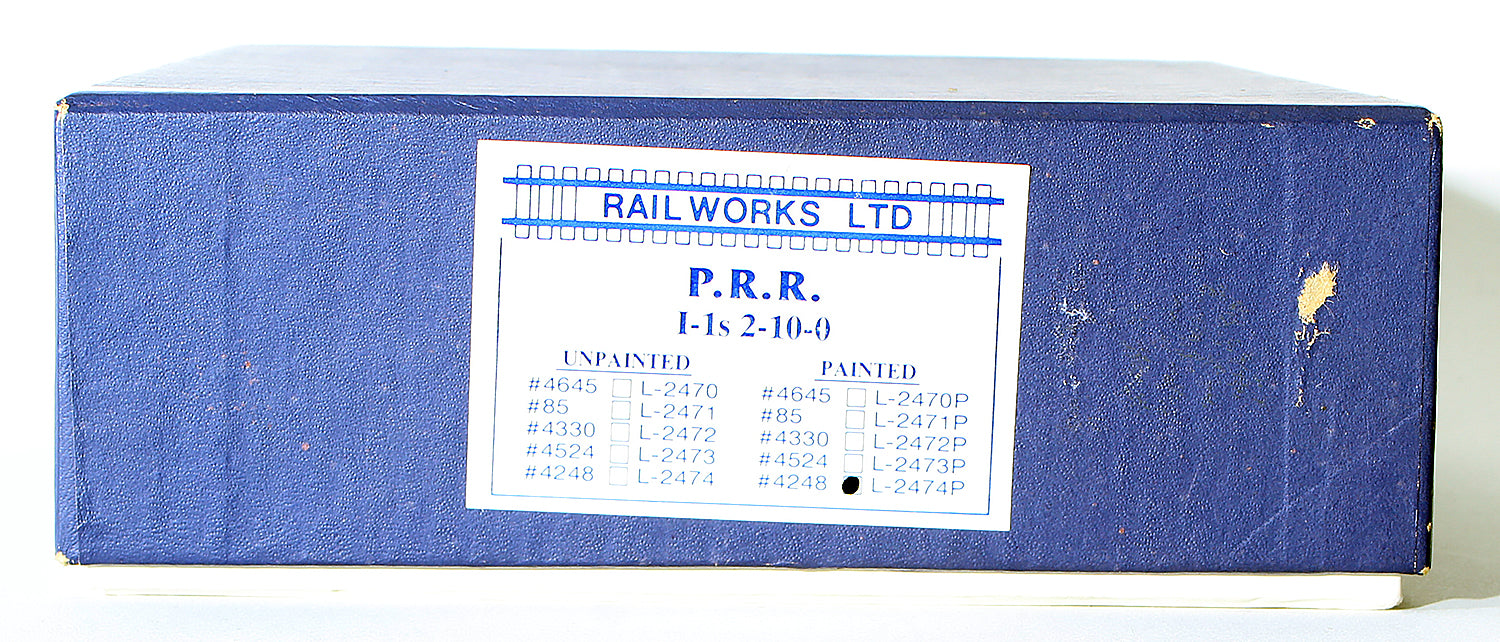 RAILWORKS LTD
P.R.R.
I-1s 2-10-0
UNPAINTED
#4645 L-2470
#85 L-2471
#4330 L-2472
#4524 L-2473
#4248 L-2474
PAINTED
#4645 L-2470P
#85 L-2471P
#4330 L-2472P
#4524 L-2473P
#4248 L-2474P